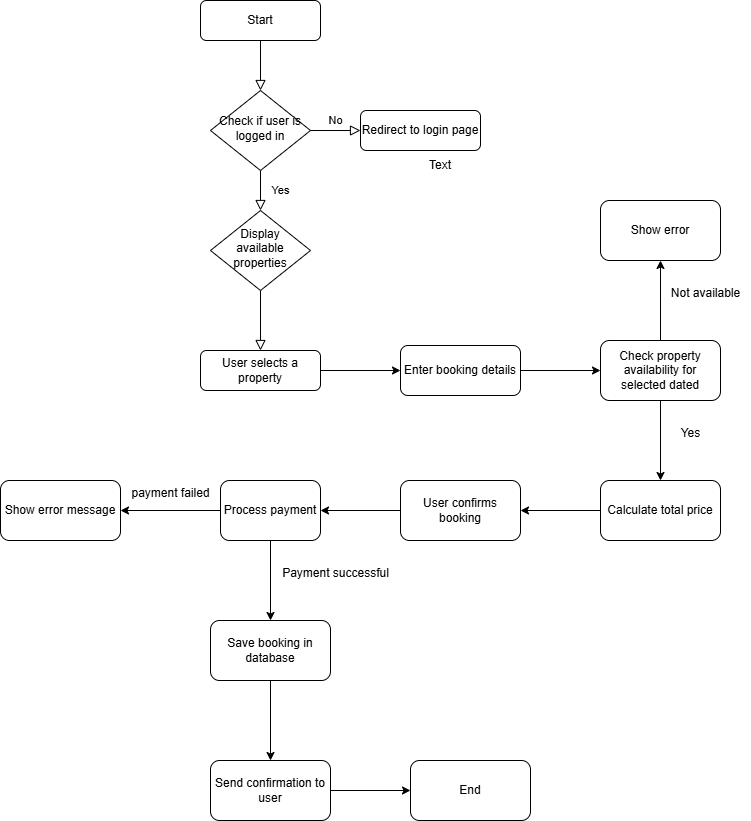 Start
Check if user is
logged in
No
Redirect to login page
Text
Yes
Display
available
properties
Show error
Not available
User selects a
property
Enter booking details
Check property
availability for
selected dated
Yes
Show error message
payment failed
Process payment
User confirms
booking
Calculate total price
Payment successful
Save booking in
database
Send confirmation to
user
End